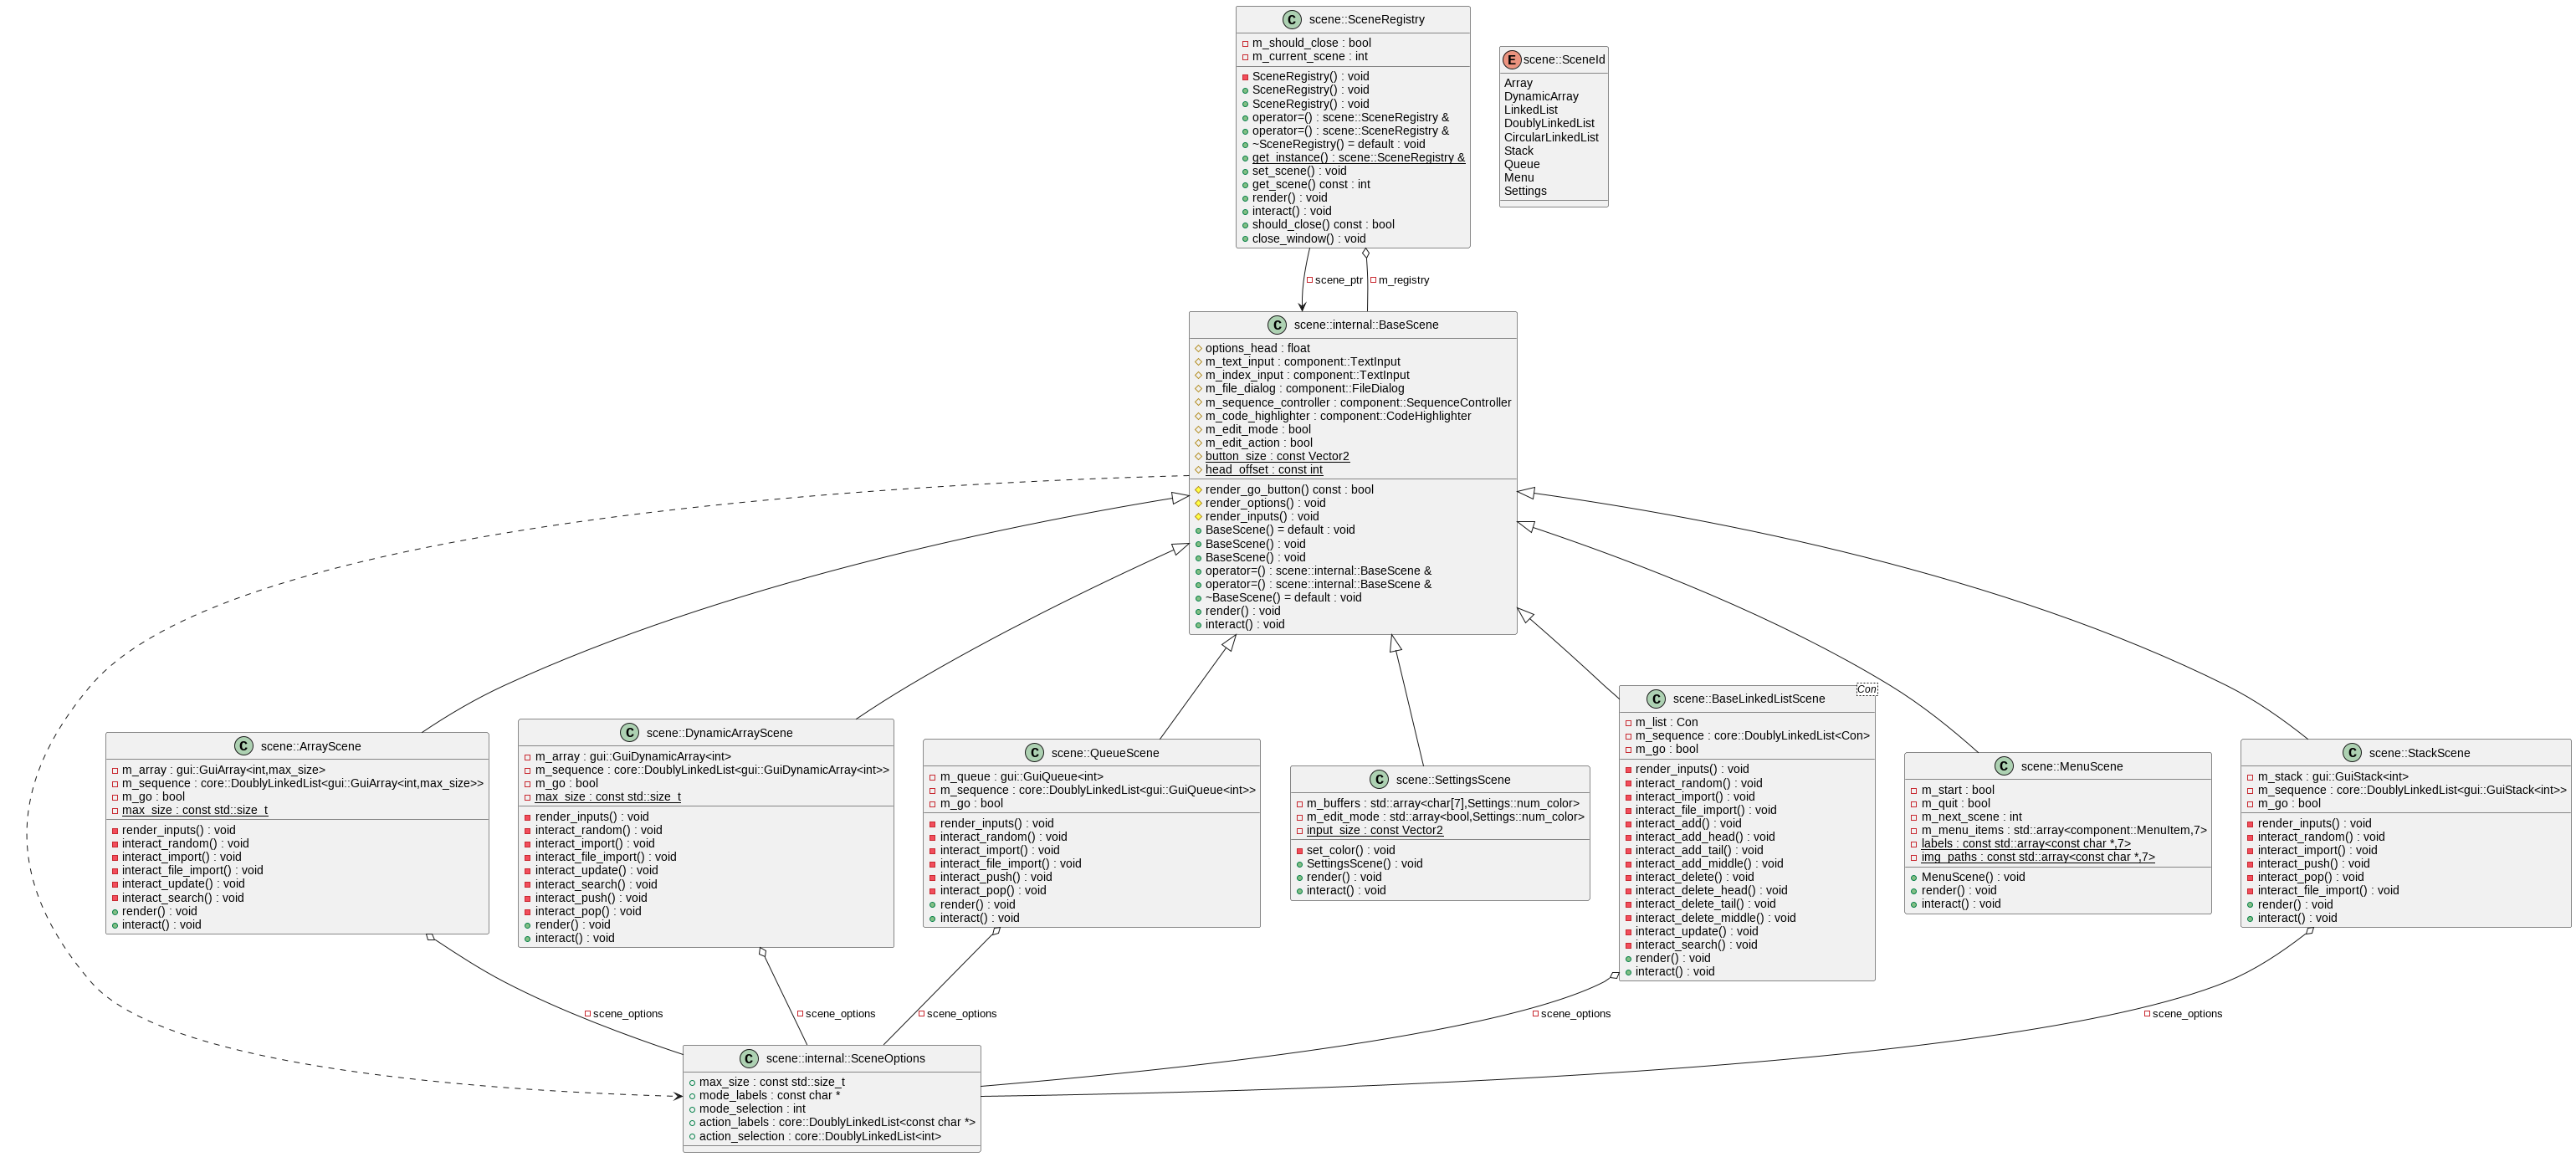 C scene::SceneRegistry
m_should_close : bool
m_current_scene : int
SceneRegistry() : void
SceneRegistry() : void
SceneRegistry() : void
operator=() : scene::SceneRegistry &
operator=() : scene::SceneRegistry &
~SceneRegistry() = default : void
get_instance() : scene::SceneRegistry &
set_scene() : void
get_scene() const : int
render() : void
interact() : void
should_close() const : bool
close_window() : void
E scene::SceneId
Array
DynamicArray
LinkedList
DoublyLinkedList
CircularLinkedList
Stack
Queue
Menu
Settings
scene_ptr
m_registry
C scene::internal::BaseScene
options_head : float
m_text_input : component::TextInput
m_index_input : component::TextInput
m_file_dialog : component::FileDialog
m_sequence_controller : component::SequenceController
m_code_highlighter : component::CodeHighlighter
m_edit_mode : bool
m_edit_action : bool
button_size : const Vector2
head_offset : const int
render_go_button() const : bool
render_options() : void
render_inputs() : void
BaseScene() = default : void
BaseScene() : void
BaseScene() : void
operator=() : scene::internal::BaseScene &
operator=() : scene::internal::BaseScene &
~BaseScene() = default : void
render() : void
interact() : void
C scene::ArrayScene
m_array : gui::GuiArray<int,max_size>
m_sequence : core::DoublyLinkedList<gui::GuiArray<int,max_size>>
m_go : bool
max_size : const std::size_t
render_inputs() : void
interact_random() : void
interact_import() : void
interact_file_import() : void
interact_update() : void
interact_search() : void
render() : void
interact() : void
C scene::DynamicArrayScene
m_array : gui::GuiDynamicArray<int>
m_sequence : core::DoublyLinkedList<gui::GuiDynamicArray<int>>
m_go : bool
max_size : const std::size_t
render_inputs() : void
interact_random() : void
interact_import() : void
interact_file_import() : void
interact_update() : void
interact_search() : void
interact_push() : void
interact_pop() : void
render() : void
interact() : void
C scene::QueueScene
m_queue : gui::GuiQueue<int>
m_sequence : core::DoublyLinkedList<gui::GuiQueue<int>>
m_go : bool
render_inputs() : void
interact_random() : void
interact_import() : void
interact_file_import() : void
interact_push() : void
interact_pop() : void
render() : void
interact() : void
C scene::SettingsScene
m_buffers : std::array<char[7],Settings::num_color>
m_edit_mode : std::array<bool,Settings::num_color>
input_size : const Vector2
set_color() : void
SettingsScene() : void
render() : void
interact() : void
C scene::BaseLinkedListScene
Con
m_list : Con
m_sequence : core::DoublyLinkedList<Con>
m_go : bool
render_inputs() : void
interact_random() : void
interact_import() : void
interact_file_import() : void
interact_add() : void
interact_add_head() : void
interact_add_tail() : void
interact_add_middle() : void
interact_delete() : void
interact_delete_head() : void
interact_delete_tail() : void
interact_delete_middle() : void
interact_update() : void
interact_search() : void
render() : void
interact() : void
C scene::MenuScene
m_start : bool
m_quit : bool
m_next_scene : int
m_menu_items : std::array<component::MenuItem,7>
labels : const std::array<const char *,7>
img_paths : const std::array<const char *,7>
MenuScene() : void
render() : void
interact() : void
C scene::StackScene
m_stack : gui::GuiStack<int>
m_sequence : core::DoublyLinkedList<gui::GuiStack<int>>
m_go : bool
render_inputs() : void
interact_random() : void
interact_import() : void
interact_push() : void
interact_pop() : void
interact_file_import() : void
render() : void
interact() : void
scene_options
scene_options
scene_options
scene_options
scene_options
C scene::internal::SceneOptions
max_size : const std::size_t
mode_labels : const char *
mode_selection : int
action_labels : core::DoublyLinkedList<const char *>
action_selection : core::DoublyLinkedList<int>